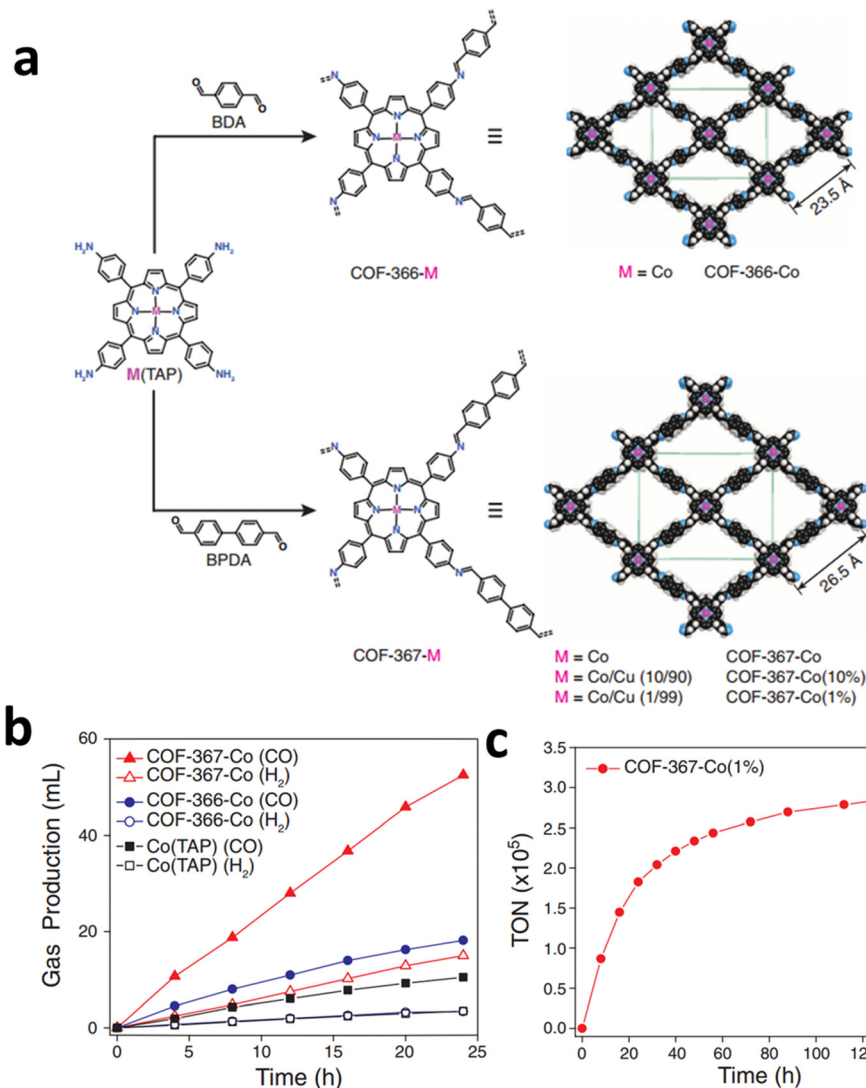 a
BDA
COF-366-M
23.5 Å
M = Co COF-366-Co
H₂N
NH₂
H₂N
NH₂
M(TAP)
BPDA
COF-367-M
26.5 Å
M = Co COF-367-Co
M = Co/Cu (10/90) COF-367-Co(10%)
M = Co/Cu (1/99) COF-367-Co(1%)
b
COF-367-Co (CO)
COF-367-Co (H₂)
COF-366-Co (CO)
COF-366-Co (H₂)
Co(TAP) (CO)
Co(TAP) (H₂)
Gas Production (mL)
60
40
20
0
0 5 10 15 20 25
Time (h)
c
COF-367-Co(1%)
TON (x10⁵)
3.5
3.0
2.5
2.0
1.5
1.0
0.5
0.0
0 20 40 60 80 100
Time (h)